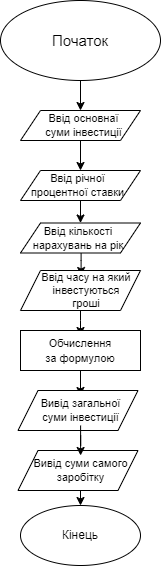 Початок
Ввід основнаї
суми інвестиції
Ввід річної
процентної ставки
Ввід кількості
нарахувань на рік
Ввід часу на який
інвестуються
гроші
Обчислення
за формулою
Вивід загальної
суми інвестиції
Вивід суми самого
заробітку
Кінець